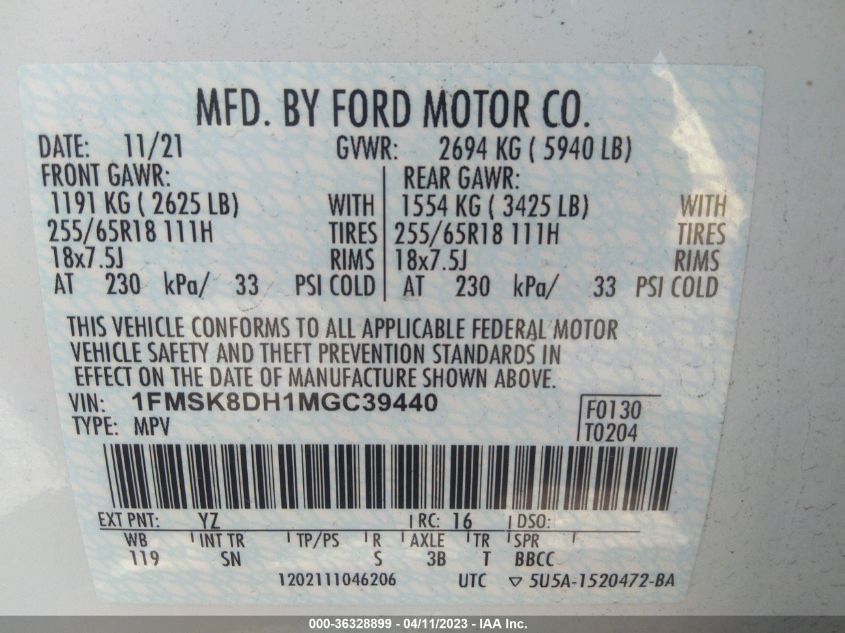 MFD. BY FORD MOTOR CO.
DATE: 11/21 GVWR: 2694 KG ( 5940 LB)
FRONT GAWR: REAR GAWR:
1191 KG ( 2625 LB) WITH 1554 KG ( 3425 LB) WITH
255/65R18 111H TIRES 255/65R18 111H TIRES
18x7.5J RIMS 18x7.5J RIMS
AT 230 kPa/ 33 PSI COLD AT 230 kPa/ 33 PSI COLD
THIS VEHICLE CONFORMS TO ALL APPLICABLE FEDERAL MOTOR
VEHICLE SAFETY AND THEFT PREVENTION STANDARDS IN
EFFECT ON THE DATE OF MANUFACTURE SHOWN ABOVE.
VIN: 1FMSK8DH1MGC39440 F0130
TYPE: MPV T0204
EXT PNT: YZ RC: 16 DSO:
WB INT TR TP/PS R AXLE TR SPR
119 SN S 3B T BBCC
1202111046206 UTC ▽ 5U5A-1520472-BA
000-36328899 - 04/11/2023 - IAA Inc.